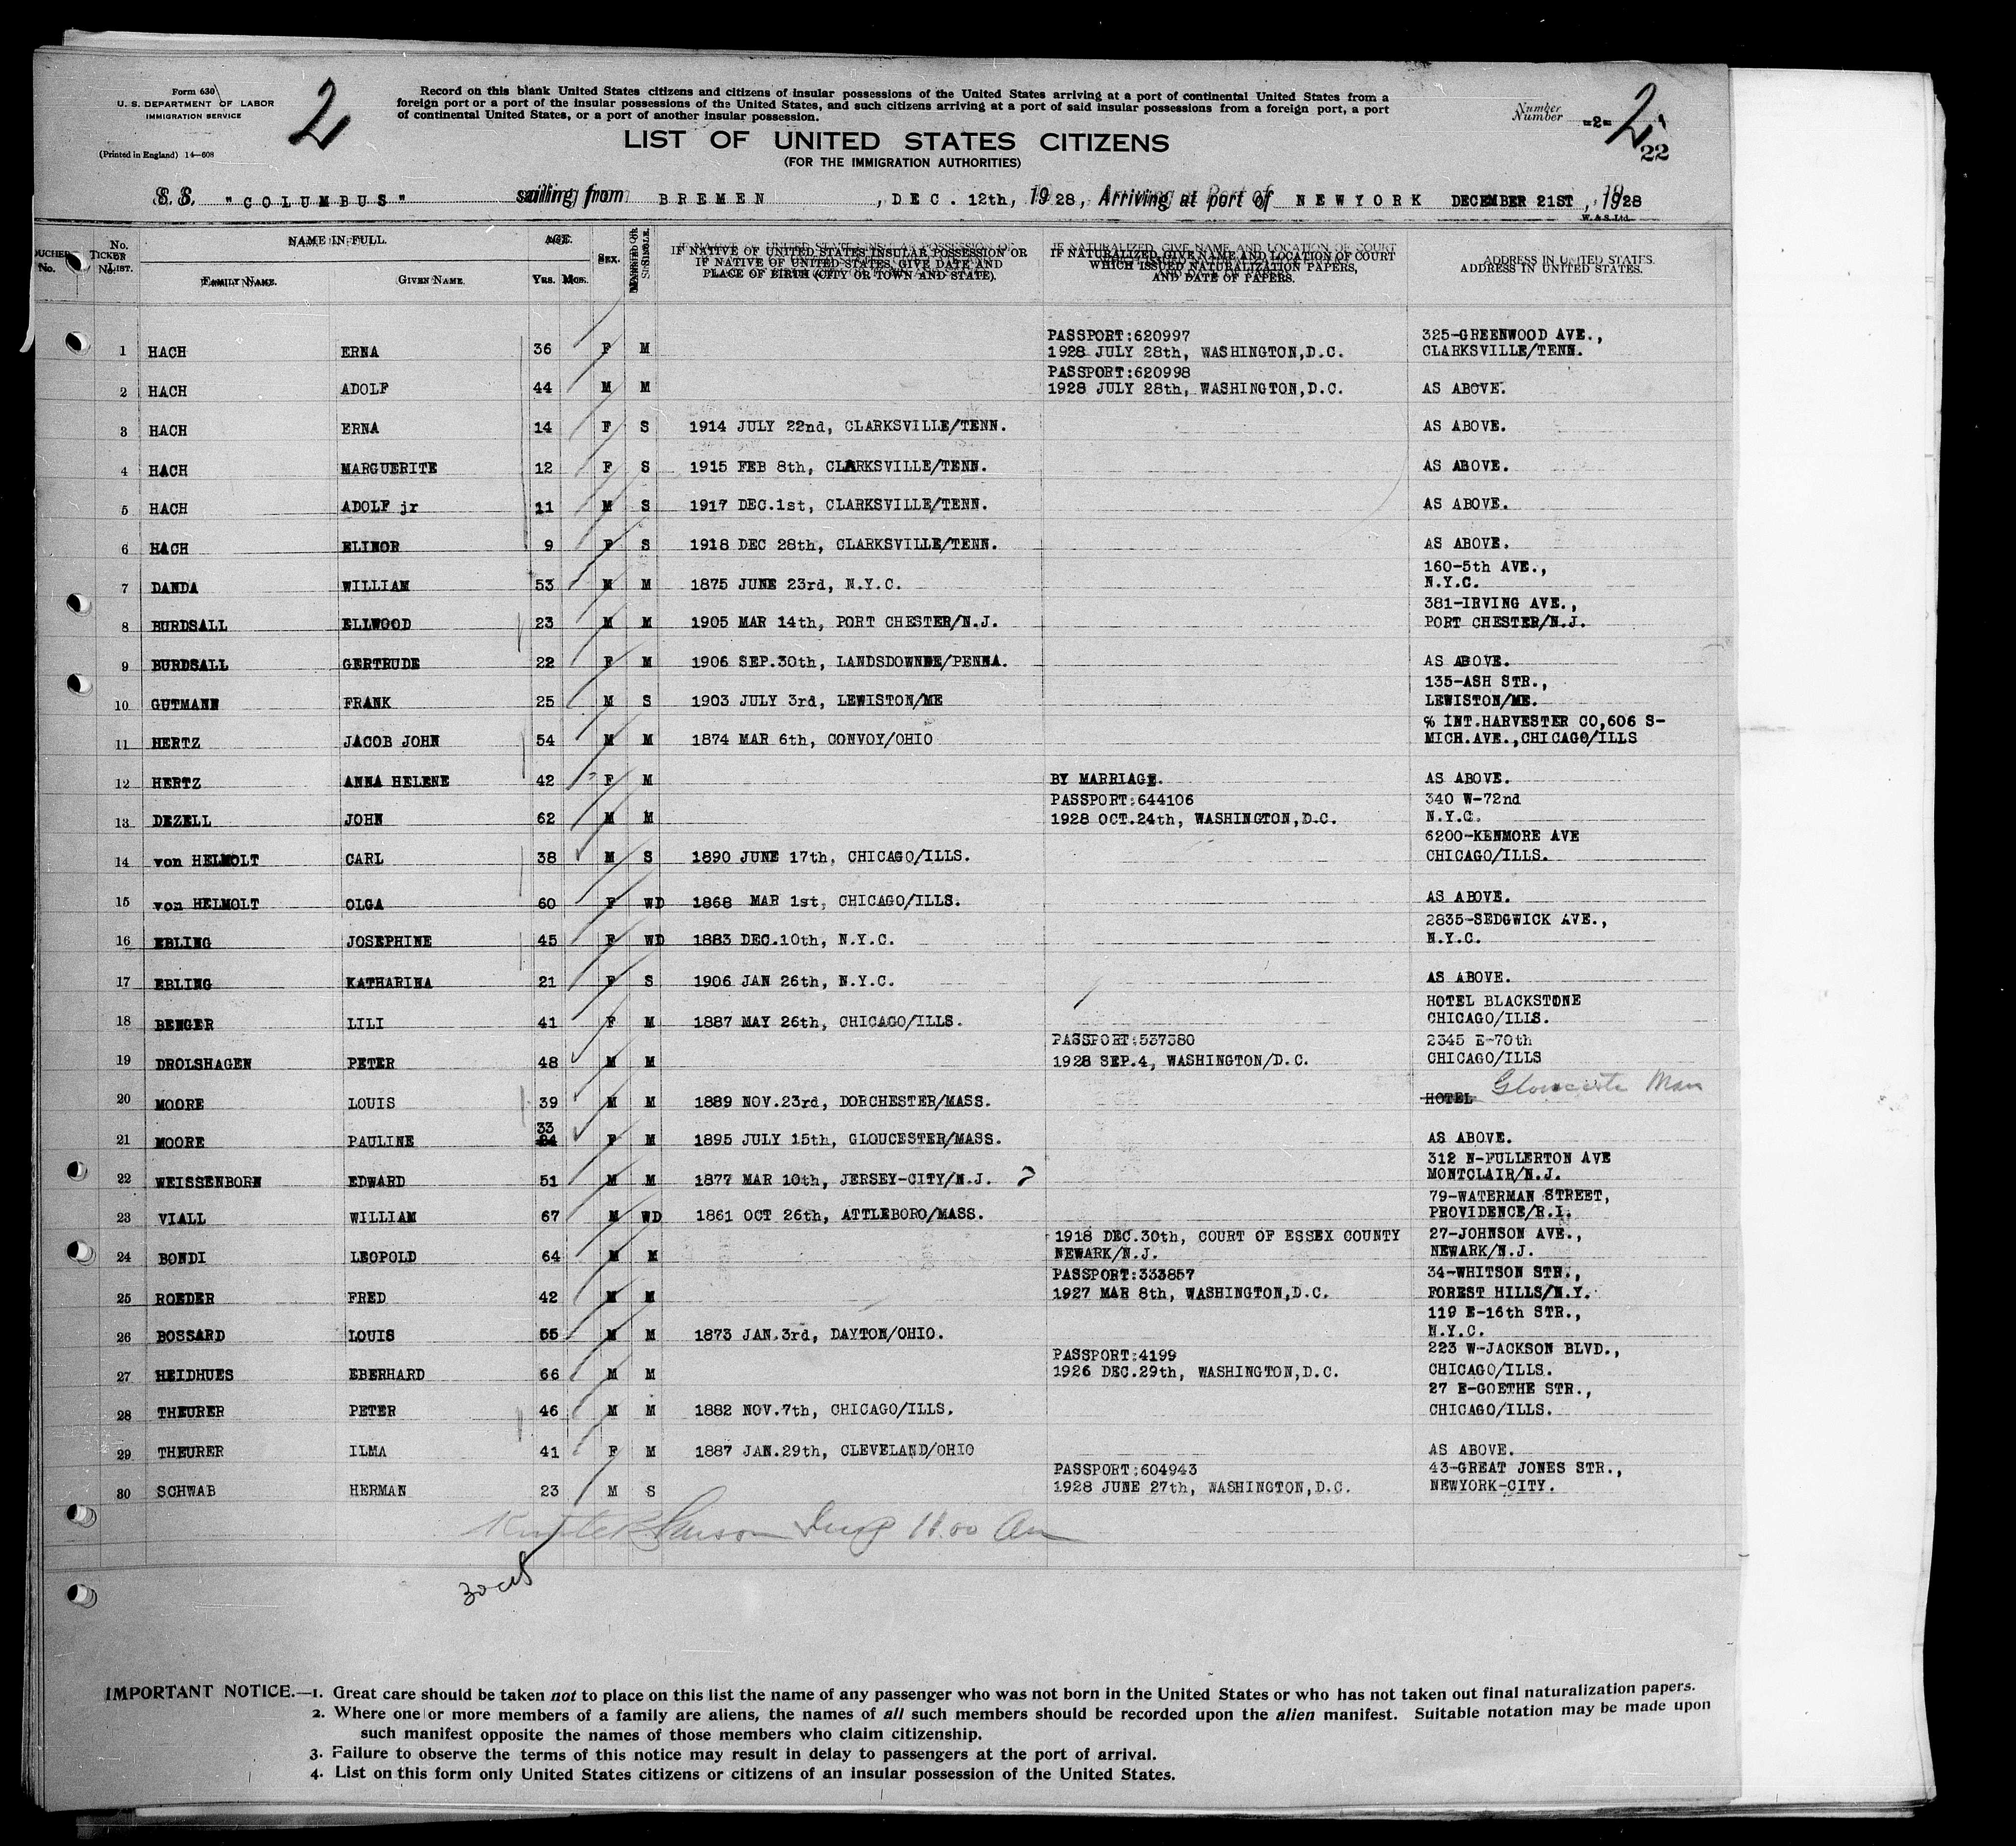 Form 630
U. S. DEPARTMENT OF LABOR
IMMIGRATION SERVICE
(Printed in England) 14—608
2
Record on this blank United States citizens and citizens of insular possessions of the United States arriving at a port of continental United States from a
foreign port or a port of the insular possessions of the United States, and such citizens arriving at a port of said insular possessions from a foreign port, a port
of continental United States, or a port of another insular possession.
Number -2- 2
22
LIST OF UNITED STATES CITIZENS
(FOR THE IMMIGRATION AUTHORITIES)
S.S. "COLUMBUS" sailing from BREMEN, DEC. 12th, 1928, Arriving at port of NEWYORK DECEMBER 21ST, 1928
W. & S. Ltd.
No. LIST. NAME IN FULL. FAMILY NAME. GIVEN NAME. AGE. YRS. MOS. SEX. MARRIED OR SINGLE. IF NATIVE OF UNITED STATES INSULAR POSSESSION OR IF NATIVE OF UNITED STATES, GIVE DATE AND PLACE OF BIRTH (CITY OR TOWN AND STATE). IF NATURALIZED, GIVE NAME AND LOCATION OF COURT WHICH ISSUED NATURALIZATION PAPERS, AND DATE OF PAPERS. ADDRESS IN UNITED STATES.
1 HACH ERNA 36 F M PASSPORT:620997 1928 JULY 28th, WASHINGTON,D.C. 325-GREENWOOD AVE., CLARKSVILLE/TENN.
2 HACH ADOLF 44 M M PASSPORT:620998 1928 JULY 28th, WASHINGTON,D.C. AS ABOVE.
3 HACH ERNA 14 F S 1914 JULY 22nd, CLARKSVILLE/TENN. AS ABOVE.
4 HACH MARGUERITE 12 F S 1915 FEB 8th, CLARKSVILLE/TENN. AS ABOVE.
5 HACH ADOLF jr 11 M S 1917 DEC.1st, CLARKSVILLE/TENN. AS ABOVE.
6 HACH ELINOR 9 F S 1918 DEC 28th, CLARKSVILLE/TENN. AS ABOVE.
7 DANDA WILLIAM 53 M M 1875 JUNE 23rd, N.Y.C. 160-5th AVE., N.Y.C.
8 BURDSALL ELLWOOD 23 M M 1905 MAR 14th, PORT CHESTER/N.J. 381-IRVING AVE., PORT CHESTER/N.J.
9 BURDSALL GERTRUDE 22 F M 1906 SEP.30th, LANDSDOWNE/PENNA. AS ABOVE.
10 GUTMANN FRANK 25 M S 1903 JULY 3rd, LEWISTON/ME 135-ASH STR., LEWISTON/ME.
11 HERTZ JACOB JOHN 54 M M 1874 MAR 6th, CONVOY/OHIO % INT.HARVESTER CO,606 S- MICH.AVE.,CHICAGO/ILLS
12 HERTZ ANNA HELENE 42 F M BY MARRIAGE. AS ABOVE.
13 DEZELL JOHN 62 M M PASSPORT:644106 1928 OCT.24th, WASHINGTON,D.C. 340 W-72nd N.Y.C.
14 von HELMOLT CARL 38 M S 1890 JUNE 17th, CHICAGO/ILLS. 6200-KENMORE AVE CHICAGO/ILLS.
15 von HELMOLT OLGA 60 F WD 1868 MAR 1st, CHICAGO/ILLS. AS ABOVE.
16 EBLING JOSEPHINE 45 F WD 1883 DEC.10th, N.Y.C. 2835-SEDGWICK AVE., N.Y.C.
17 EBLING KATHARINA 21 F S 1906 JAN 26th, N.Y.C. AS ABOVE.
18 BENGER LILI 41 F M 1887 MAY 26th, CHICAGO/ILLS. HOTEL BLACKSTONE CHICAGO/ILLS.
19 DROLSHAGEN PETER 48 M M PASSPORT:537380 1928 SEP.4, WASHINGTON/D.C. 2345 E-70th CHICAGO/ILLS
20 MOORE LOUIS 39 M M 1889 NOV.23rd, DORCHESTER/MASS. HOTEL
21 MOORE PAULINE 33 F M 1895 JULY 15th, GLOUCESTER/MASS. AS ABOVE.
22 WEISSENBORN EDWARD 51 M M 1877 MAR 10th, JERSEY-CITY/N.J. 312 N-FULLERTON AVE MONTCLAIR/N.J.
23 VIALL WILLIAM 67 M WD 1861 OCT 26th, ATTLEBORO/MASS. 79-WATERMAN STREET, PROVIDENCE/R.I.
24 BONDI LEOPOLD 64 M M 1918 DEC.30th, COURT OF ESSEX COUNTY NEWARK/N.J. 27-JOHNSON AVE., NEWARK/N.J.
25 ROEDER FRED 42 M M PASSPORT:333857 1927 MAR 8th, WASHINGTON,D.C. 34-WHITSON STR., FOREST HILLS/N.Y.
26 BOSSARD LOUIS 55 M M 1873 JAN.3rd, DAYTON/OHIO. 119 E-16th STR., N.Y.C.
27 HEIDHUES EBERHARD 66 M M PASSPORT:4199 1926 DEC.29th, WASHINGTON,D.C. 223 W-JACKSON BLVD., CHICAGO/ILLS.
28 THEURER PETER 46 M M 1882 NOV.7th, CHICAGO/ILLS. 27 E-GOETHE STR., CHICAGO/ILLS.
29 THEURER ILMA 41 F M 1887 JAN.29th, CLEVELAND/OHIO AS ABOVE.
30 SCHWAB HERMAN 23 M S PASSPORT:604943 1928 JUNE 27th, WASHINGTON,D.C. 43-GREAT JONES STR., NEWYORK-CITY.
11.00 Am
IMPORTANT NOTICE.—1. Great care should be taken not to place on this list the name of any passenger who was not born in the United States or who has not taken out final naturalization papers.
2. Where one or more members of a family are aliens, the names of all such members should be recorded upon the alien manifest. Suitable notation may be made upon
such manifest opposite the names of those members who claim citizenship.
3. Failure to observe the terms of this notice may result in delay to passengers at the port of arrival.
4. List on this form only United States citizens or citizens of an insular possession of the United States.